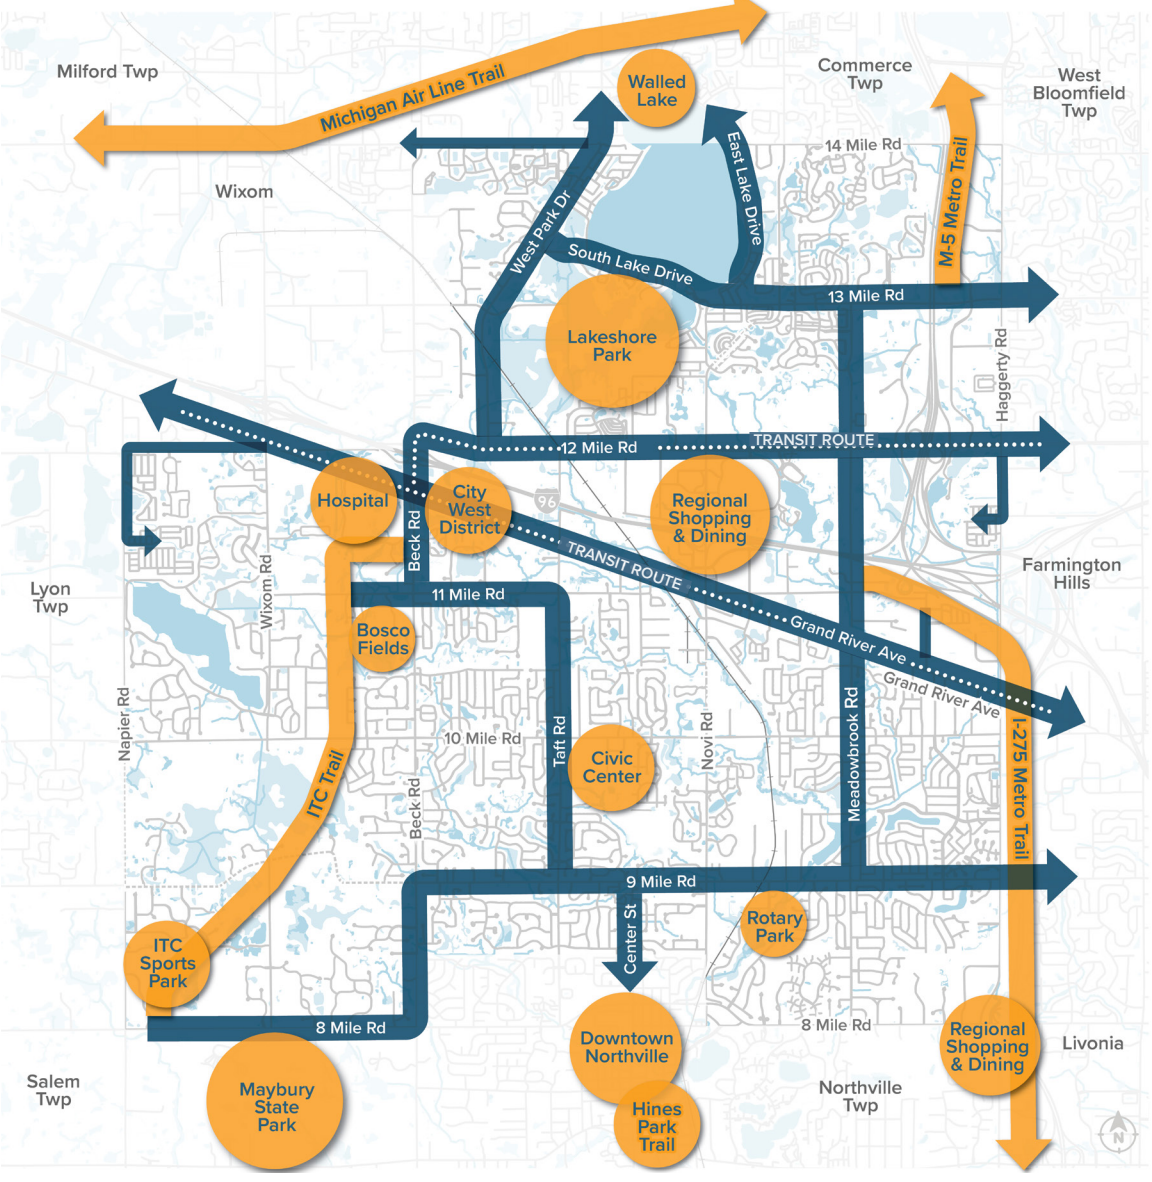 Milford Twp
Michigan Air Line Trail
Walled
Lake
Commerce
Twp
West
Bloomfield
Twp
14 Mile Rd
Wixom
West Park Dr
East Lake Drive
M-5 Metro Trail
South Lake Drive
13 Mile Rd
Lakeshore
Park
Haggerty Rd
12 Mile Rd
TRANSIT ROUTE
Hospital
City
West
District
96
Regional
Shopping
& Dining
Beck Rd
TRANSIT ROUTE
Grand River Ave
Grand River Ave
Lyon
Twp
Wixom Rd
11 Mile Rd
Farmington
Hills
Bosco
Fields
Napier Rd
ITC Trail
10 Mile Rd
Beck Rd
Taft Rd
Civic
Center
Novi Rd
Meadowbrook Rd
I-275 Metro Trail
9 Mile Rd
Center St
Rotary
Park
ITC
Sports
Park
8 Mile Rd
8 Mile Rd
Downtown
Northville
Regional
Shopping
& Dining
Livonia
Salem
Twp
Maybury
State
Park
Hines
Park
Trail
Northville
Twp
N